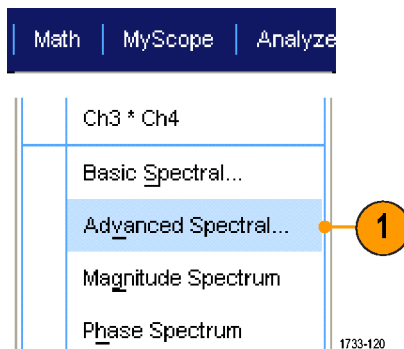 Math MyScope Analyze
Ch3 * Ch4
Basic Spectral...
Advanced Spectral... 1
Magnitude Spectrum
Phase Spectrum
1733-120